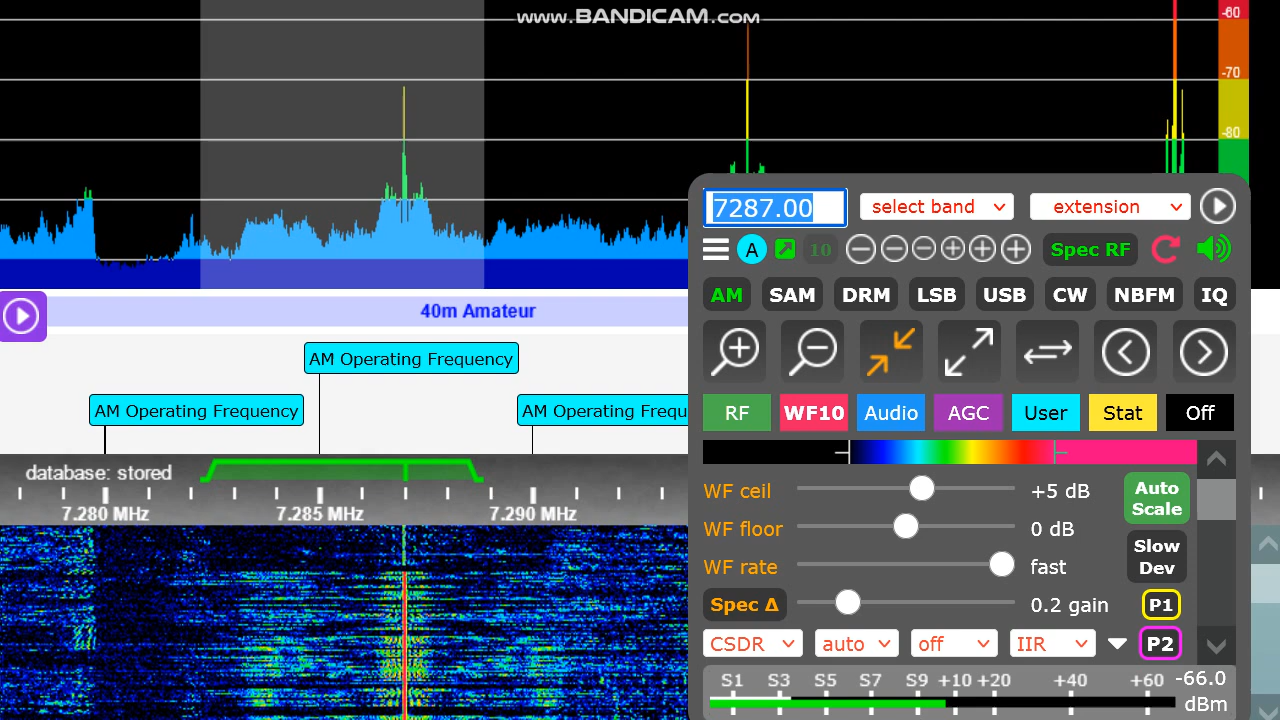 www.BANDICAM.com
-60
-70
-80
7287.00
select band
extension
A
10
Spec RF
AM
SAM
DRM
LSB
USB
CW
NBFM
IQ
40m Amateur
AM Operating Frequency
AM Operating Frequency
AM Operating Frequ
RF
WF10
Audio
AGC
User
Stat
Off
database: stored
7.280 MHz
7.285 MHz
7.290 MHz
WF ceil
+5 dB
Auto
Scale
WF floor
0 dB
WF rate
fast
Slow
Dev
Spec Δ
0.2 gain
P1
CSDR
auto
off
IIR
P2
S1 S3 S5 S7 S9 +10 +20 +40 +60
-66.0
dBm